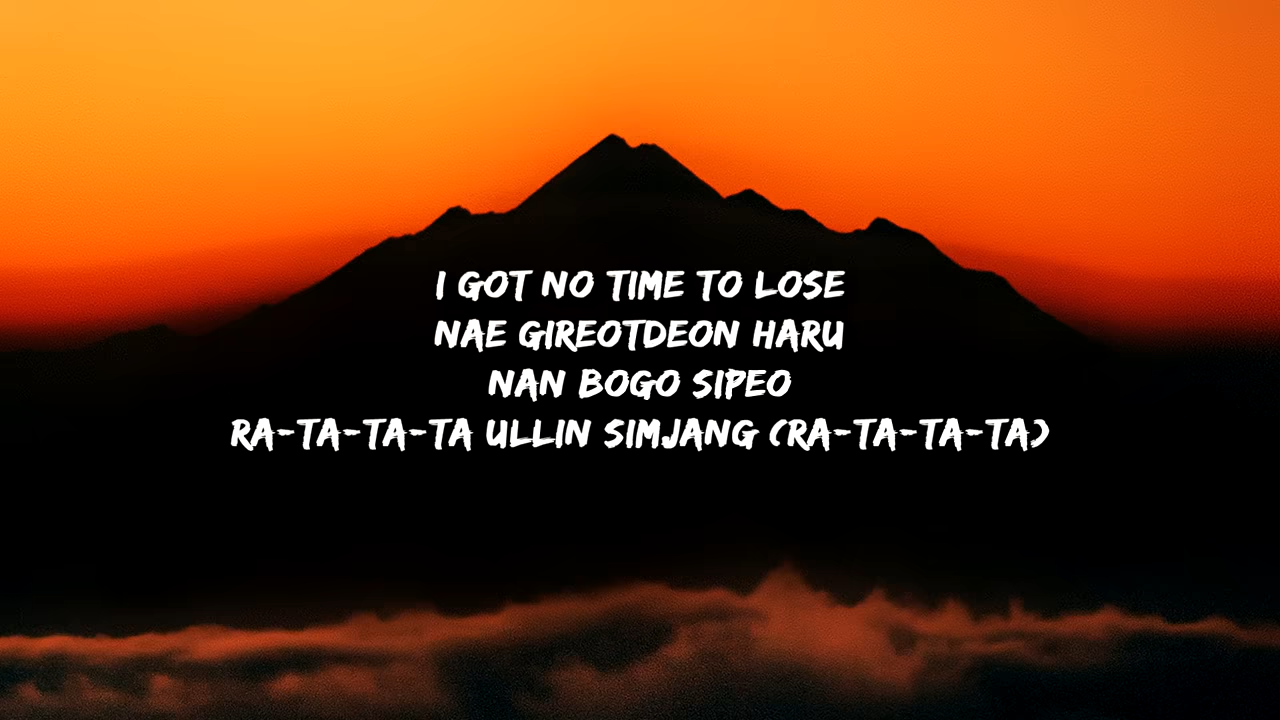 I GOT NO TIME TO LOSE
NAE GIREOTDEON HARU
NAN BOGO SIPEO
RA-TA-TA-TA ULLIN SIMJANG (RA-TA-TA-TA)